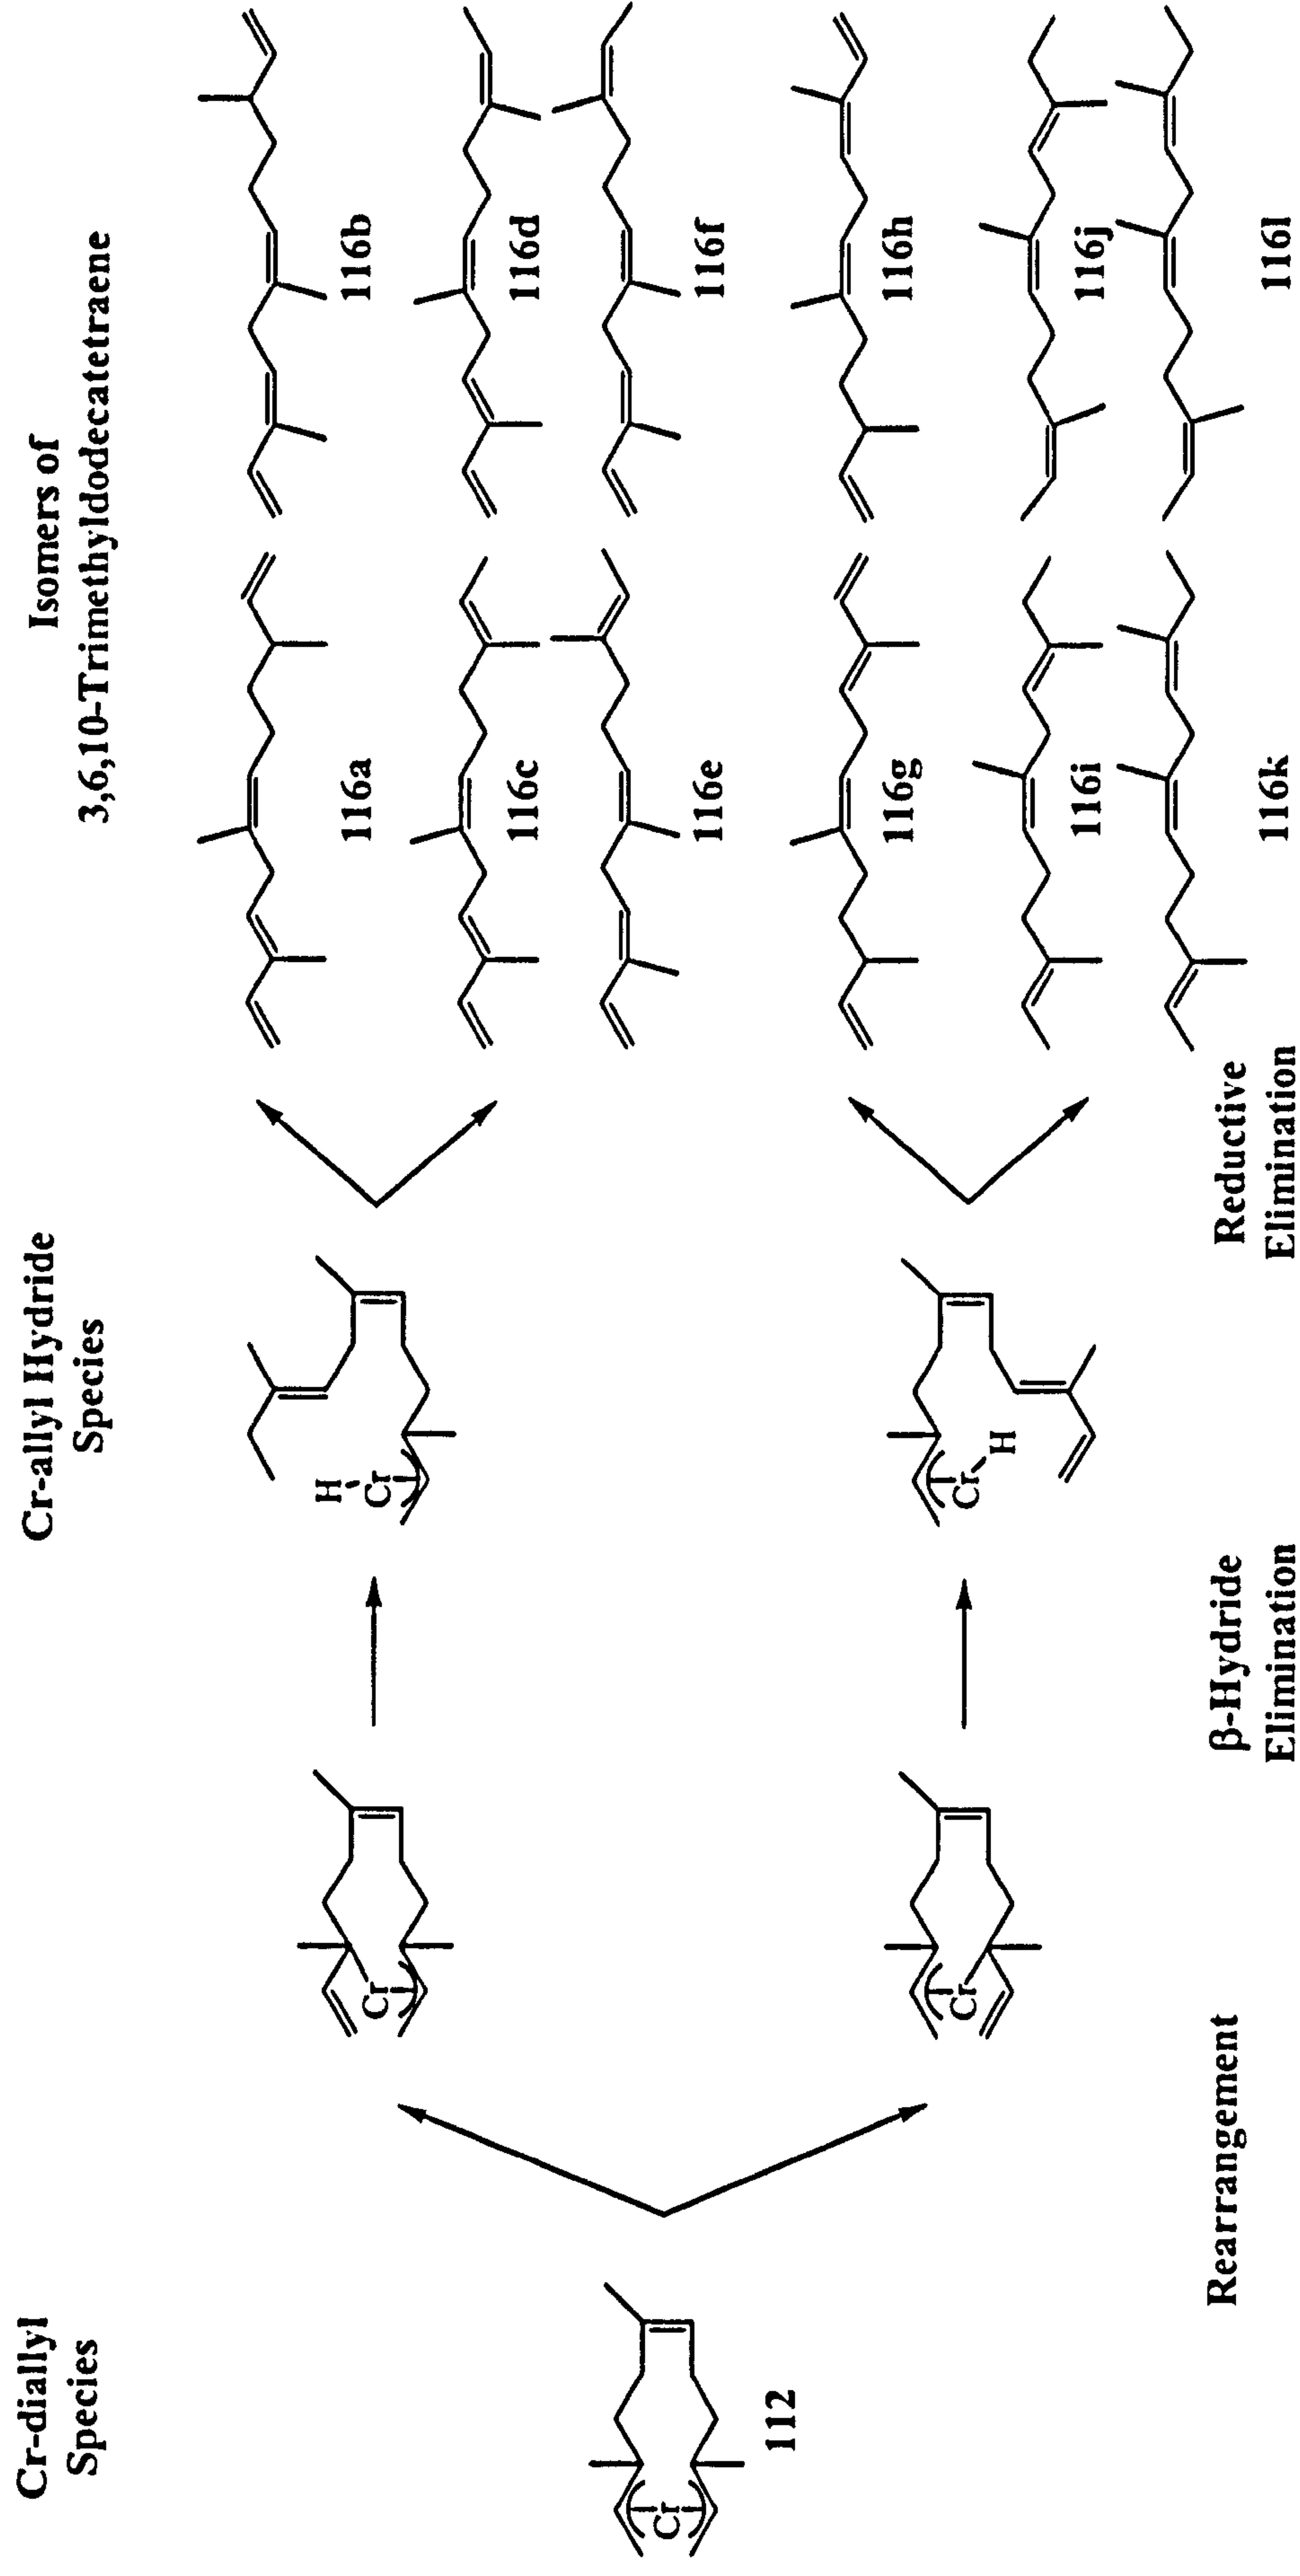 Cr-diallyl
Species
Cr-allyl Hydride
Species
Isomers of
3,6,10-Trimethyldodecatetraene
Cr
112
Cr
Cr
H
Cr
Cr
H
116a
116b
116c
116d
116e
116f
116g
116h
116i
116j
116k
116l
Rearrangement
β-Hydride
Elimination
Reductive
Elimination